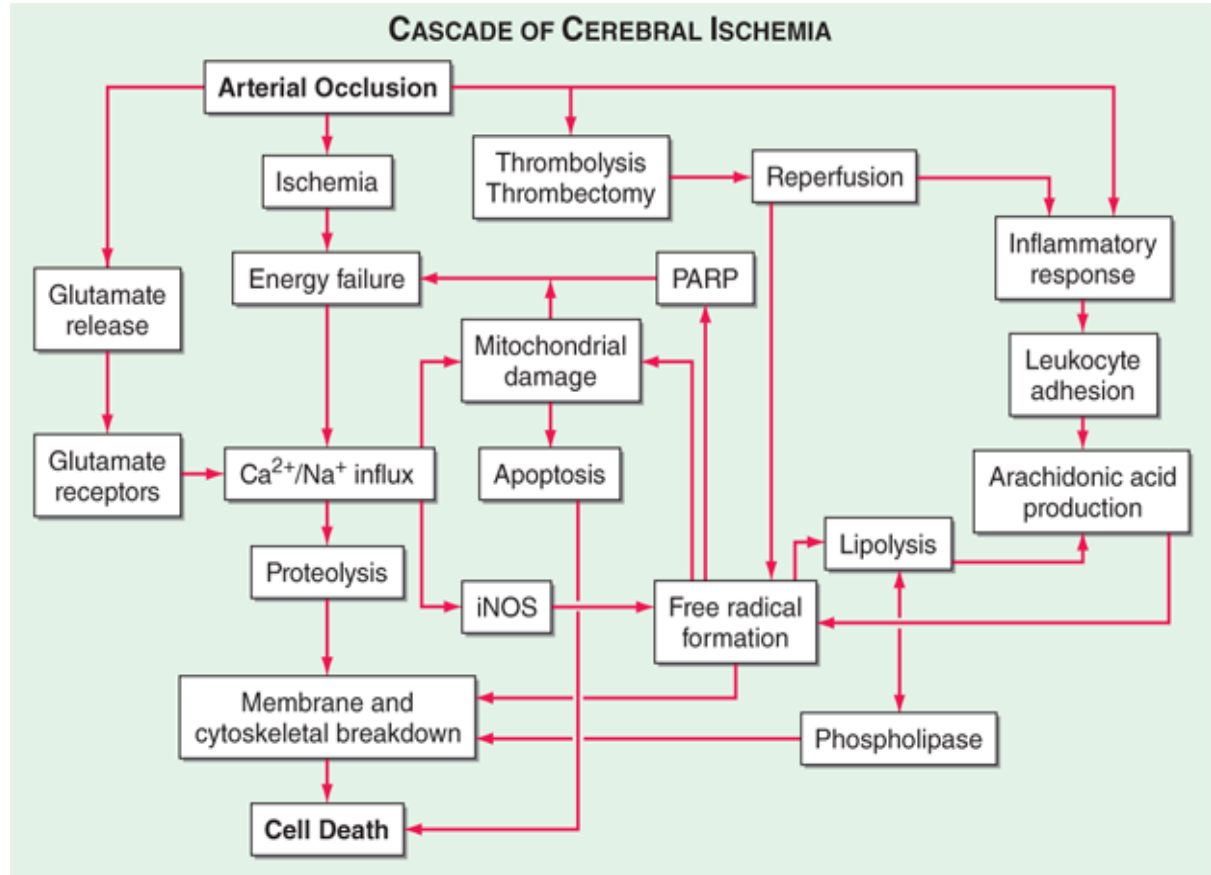 CASCADE OF CEREBRAL ISCHEMIA
Arterial Occlusion
Ischemia
Thrombolysis
Thrombectomy
Reperfusion
Energy failure
PARP
Inflammatory
response
Glutamate
release
Mitochondrial
damage
Leukocyte
adhesion
Glutamate
receptors
Ca²⁺/Na⁺ influx
Apoptosis
Arachidonic acid
production
Proteolysis
iNOS
Lipolysis
Free radical
formation
Membrane and
cytoskeletal breakdown
Phospholipase
Cell Death